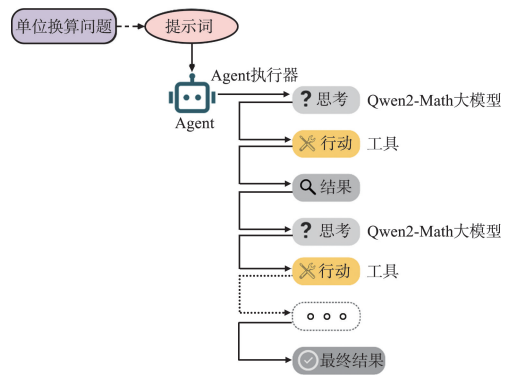 单位换算问题
提示词
Agent执行器
Agent
?思考 Qwen2-Math大模型
行动 工具
结果
?思考 Qwen2-Math大模型
行动 工具
最终结果